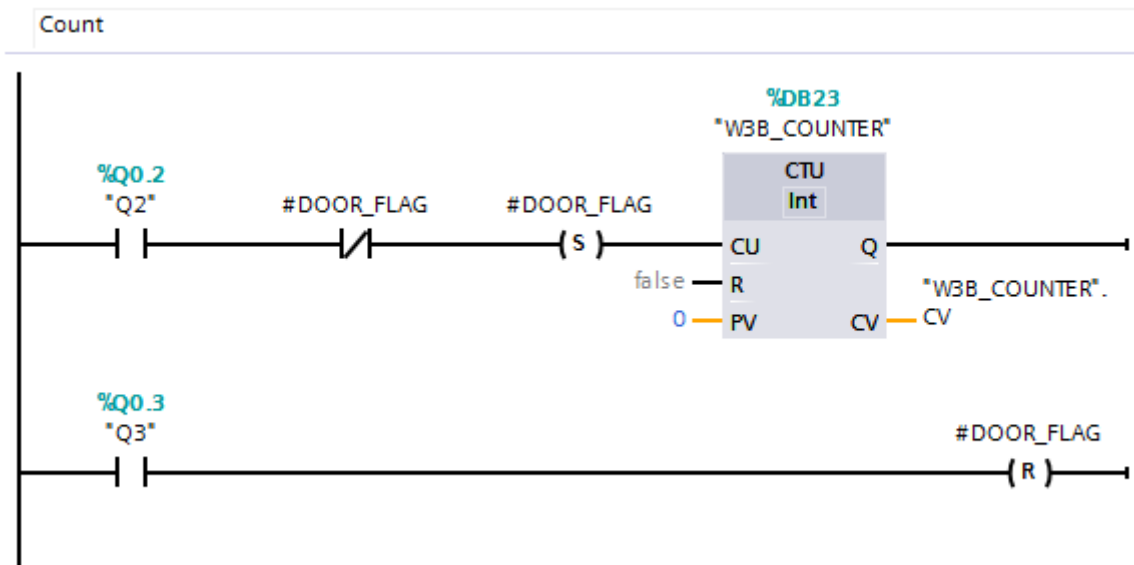 Count
%DB23
"W3B_COUNTER"
CTU
Int
%Q0.2
"Q2"
#DOOR_FLAG
#DOOR_FLAG
S
CU
Q
false
R
"W3B_COUNTER".
CV
0
PV
CV
%Q0.3
"Q3"
#DOOR_FLAG
R